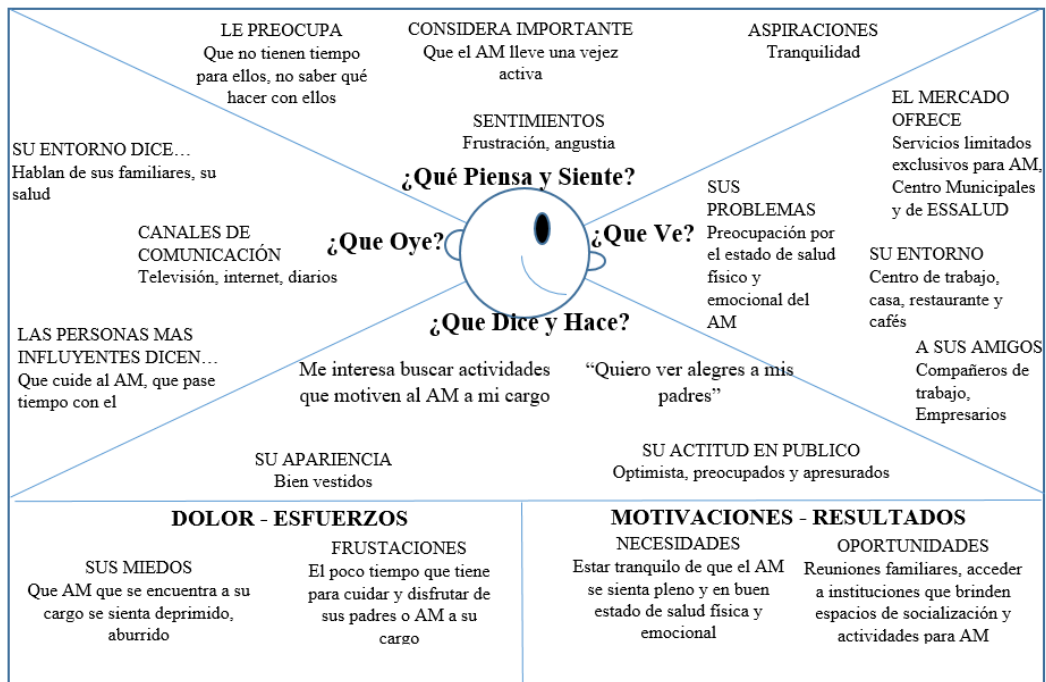 LE PREOCUPA
Que no tienen tiempo
para ellos, no saber qué
hacer con ellos
CONSIDERA IMPORTANTE
Que el AM lleve una vejez
activa
ASPIRACIONES
Tranquilidad
SENTIMIENTOS
Frustración, angustia
¿Qué Piensa y Siente?
SU ENTORNO DICE…
Hablan de sus familiares, su
salud
CANALES DE
COMUNICACIÓN
Televisión, internet, diarios
¿Que Oye?
LAS PERSONAS MAS
INFLUYENTES DICEN…
Que cuide al AM, que pase
tiempo con el
¿Que Ve?
SUS
PROBLEMAS
Preocupación por
el estado de salud
físico y
emocional del
AM
EL MERCADO
OFRECE
Servicios limitados
exclusivos para AM,
Centro Municipales
y de ESSALUD
SU ENTORNO
Centro de trabajo,
casa, restaurante y
cafés
A SUS AMIGOS
Compañeros de
trabajo,
Empresarios
¿Que Dice y Hace?
Me interesa buscar actividades
que motiven al AM a mi cargo
“Quiero ver alegres a mis
padres”
SU APARIENCIA
Bien vestidos
SU ACTITUD EN PUBLICO
Optimista, preocupados y apresurados
DOLOR - ESFUERZOS
SUS MIEDOS
Que AM que se encuentra a su
cargo se sienta deprimido,
aburrido
FRUSTACIONES
El poco tiempo que tiene
para cuidar y disfrutar de
sus padres o AM a su
cargo
MOTIVACIONES - RESULTADOS
NECESIDADES
Estar tranquilo de que el AM
se sienta pleno y en buen
estado de salud física y
emocional
OPORTUNIDADES
Reuniones familiares, acceder
a instituciones que brinden
espacios de socialización y
actividades para AM